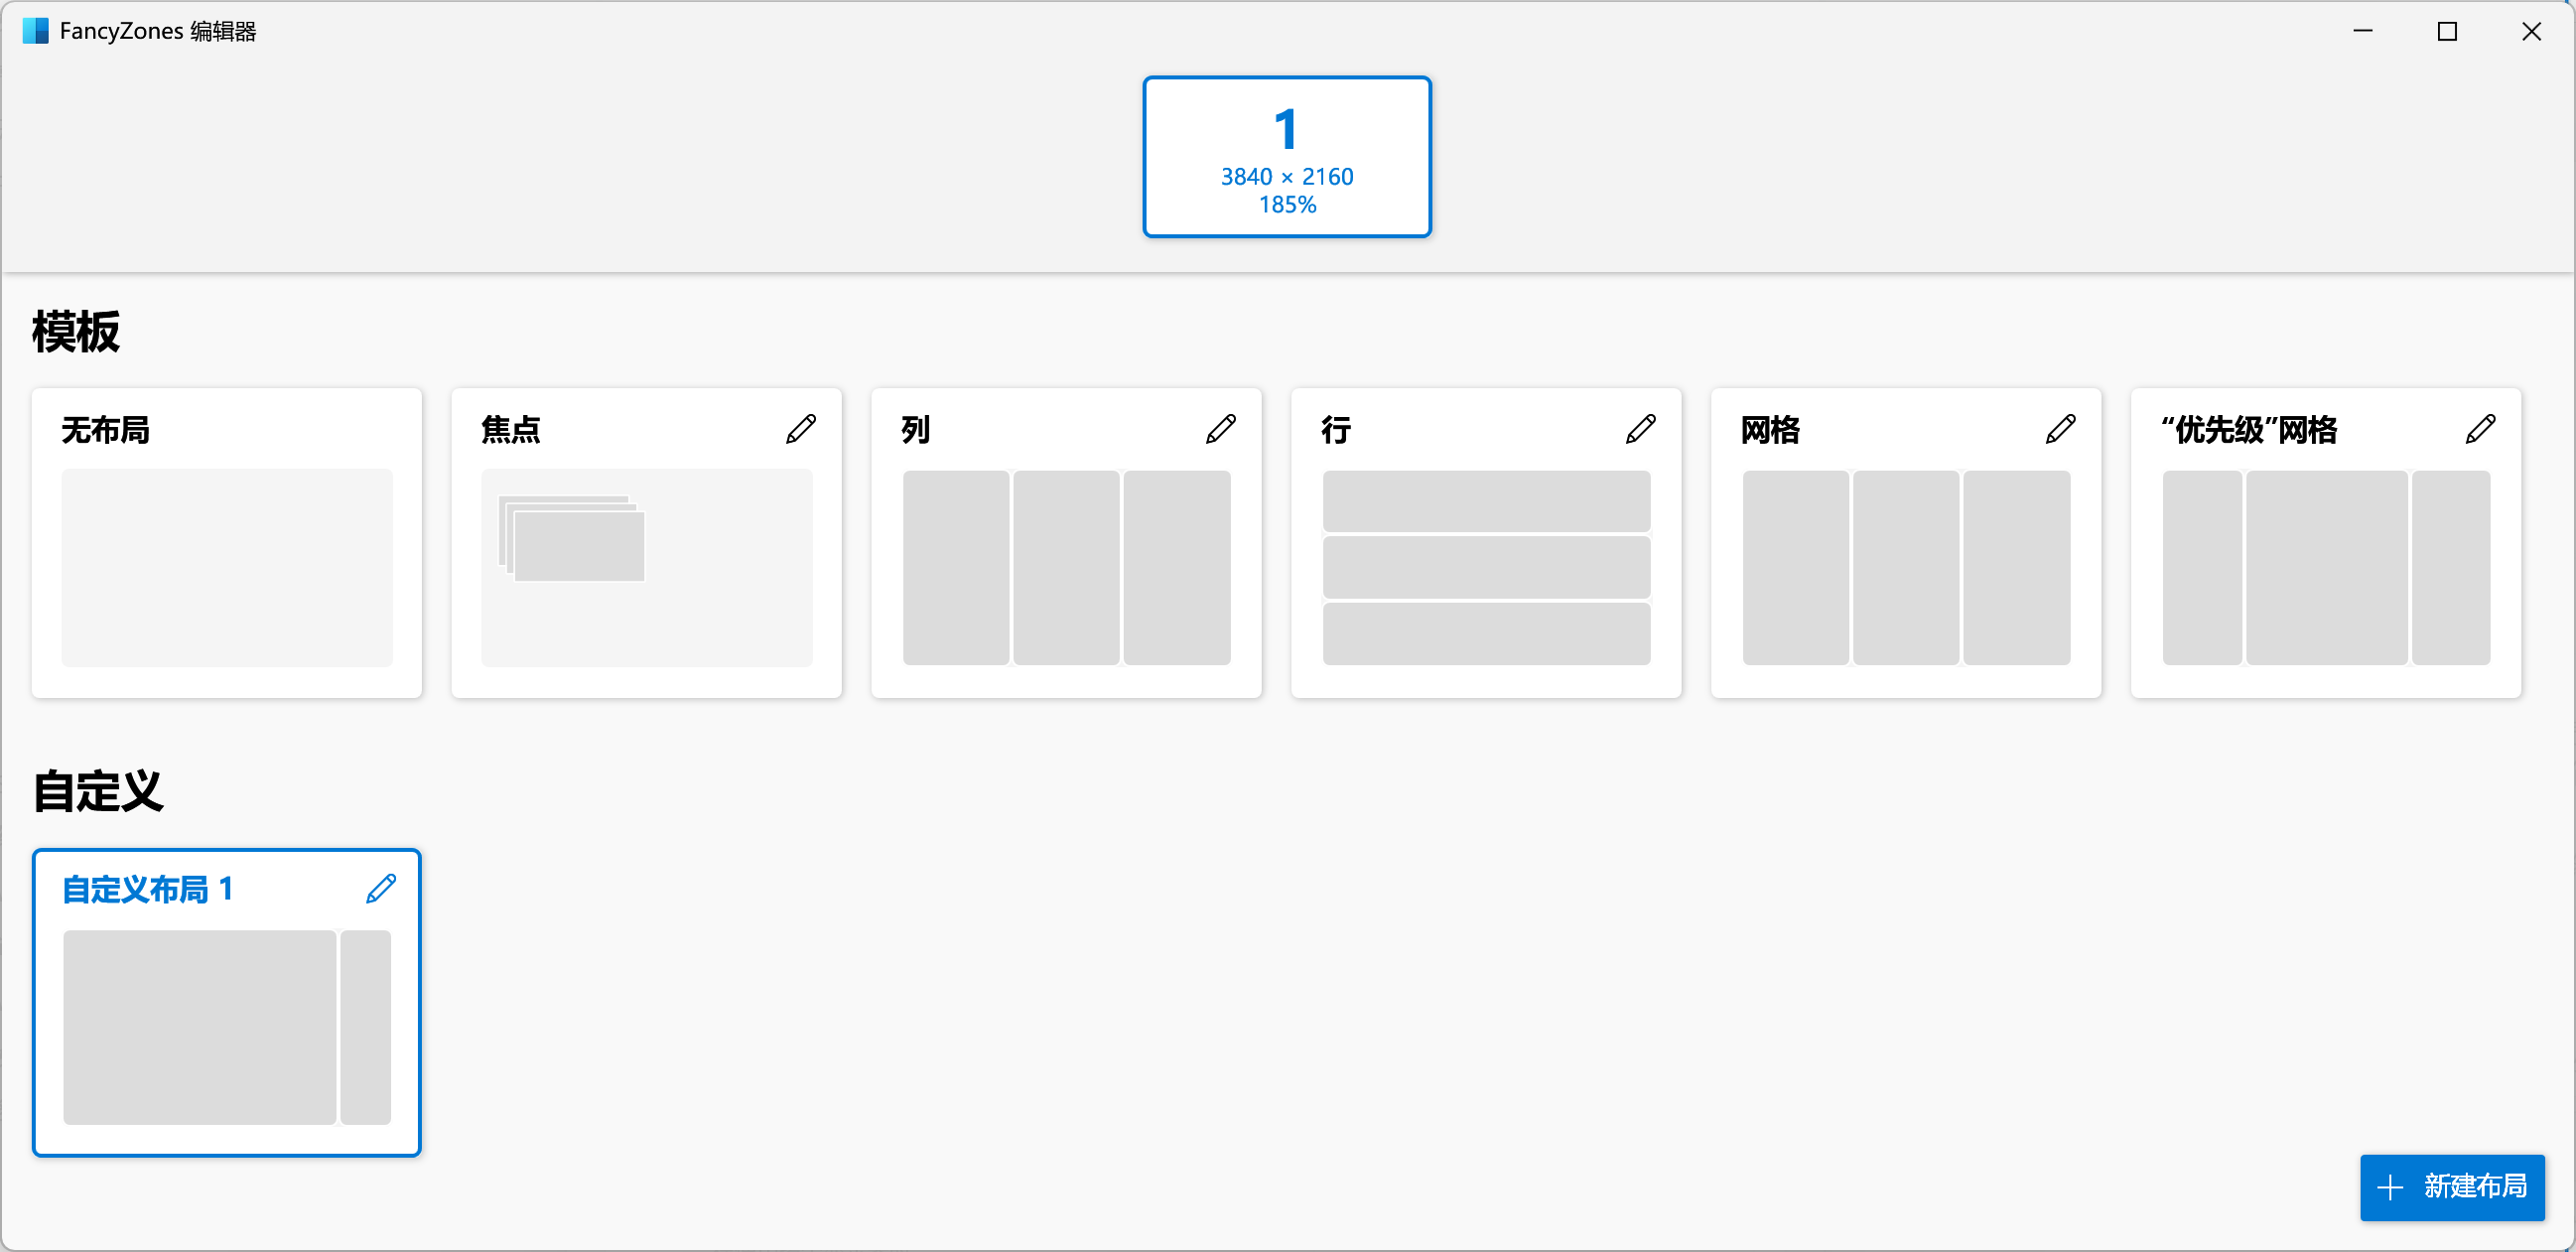 FancyZones 编辑器
1
3840 × 2160
185%
模板
无布局
焦点
列
行
网格
“优先级”网格
自定义
自定义布局 1
新建布局